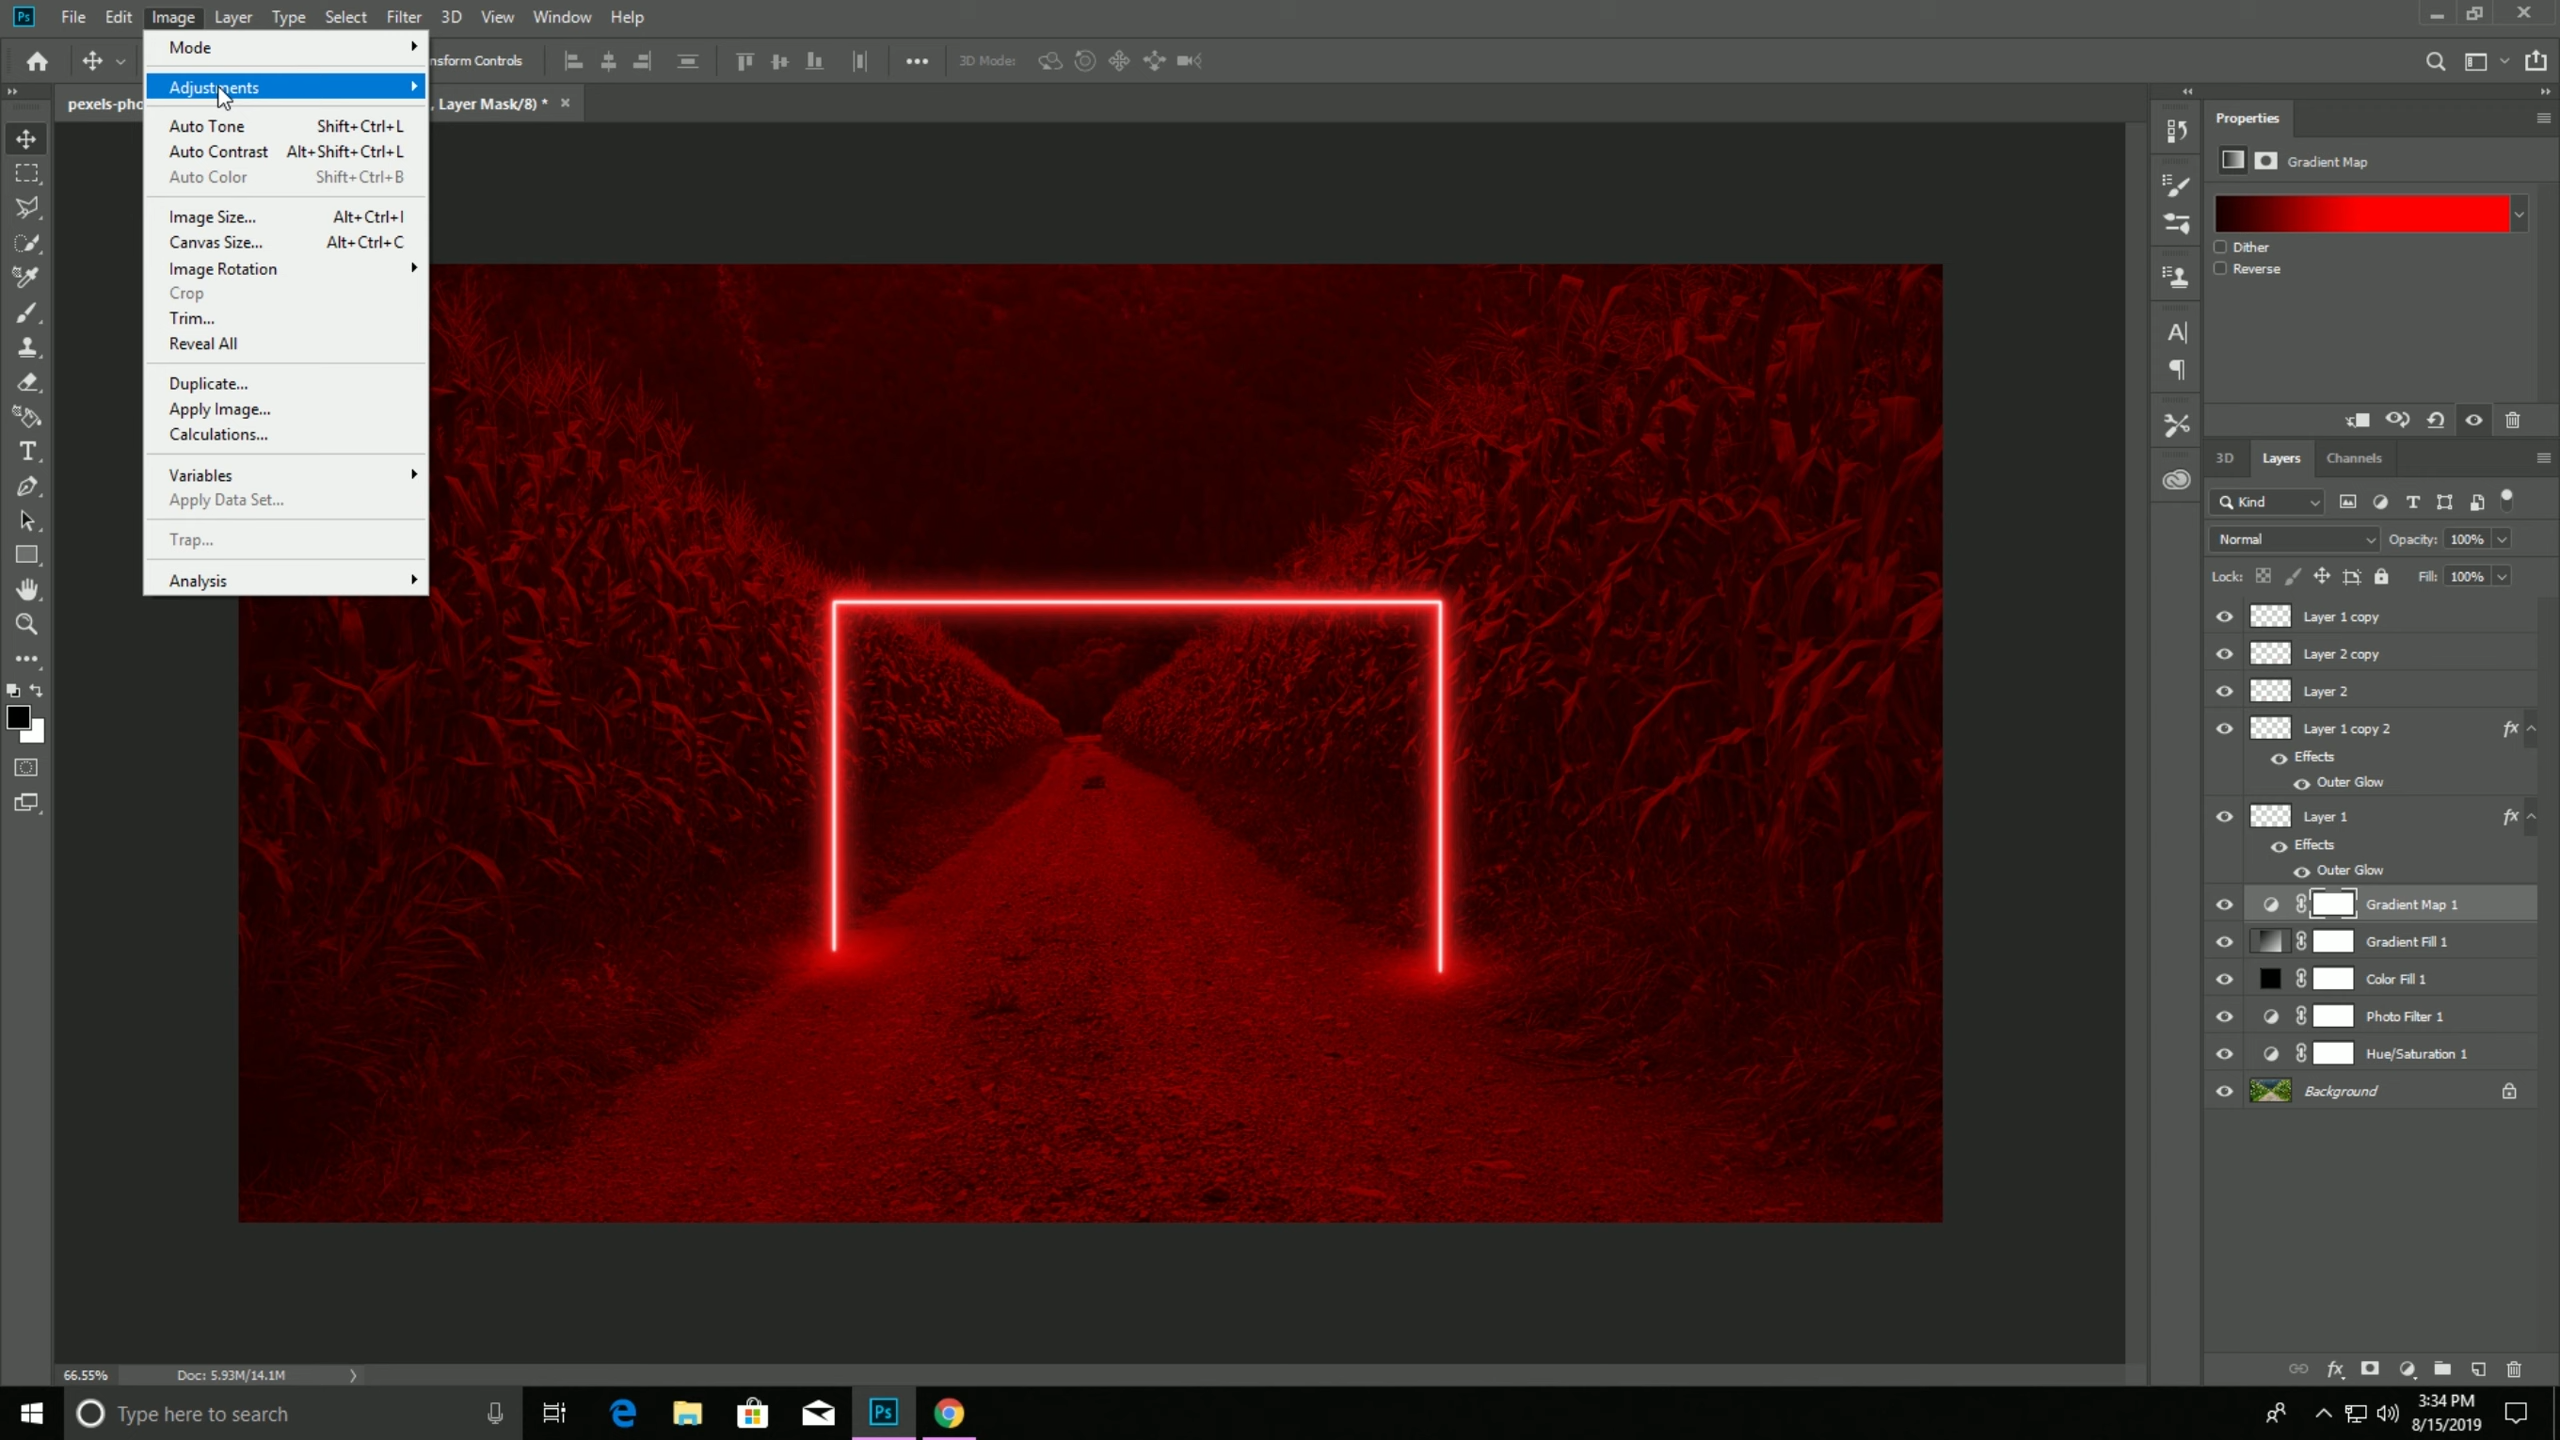 Ps File Edit Image Layer Type Select Filter 3D View Window Help
Mode
Adjustments
Auto Tone Shift+Ctrl+L
Auto Contrast Alt+Shift+Ctrl+L
Auto Color Shift+Ctrl+B
Image Size... Alt+Ctrl+I
Canvas Size... Alt+Ctrl+C
Image Rotation
Crop
Trim...
Reveal All
Duplicate...
Apply Image...
Calculations...
Variables
Apply Data Set...
Trap...
Analysis
nsform Controls
3D Mode:
pexels-pho
, Layer Mask/8) *
Properties
Gradient Map
Dither
Reverse
3D Layers Channels
Kind
Normal Opacity: 100%
Lock: Fill: 100%
Layer 1 copy
Layer 2 copy
Layer 2
Layer 1 copy 2 fx
Effects
Outer Glow
Layer 1 fx
Effects
Outer Glow
Gradient Map 1
Gradient Fill 1
Color Fill 1
Photo Filter 1
Hue/Saturation 1
Background
fx
66.55% Doc: 5.93M/14.1M
Type here to search
Ps
3:34 PM
8/15/2019